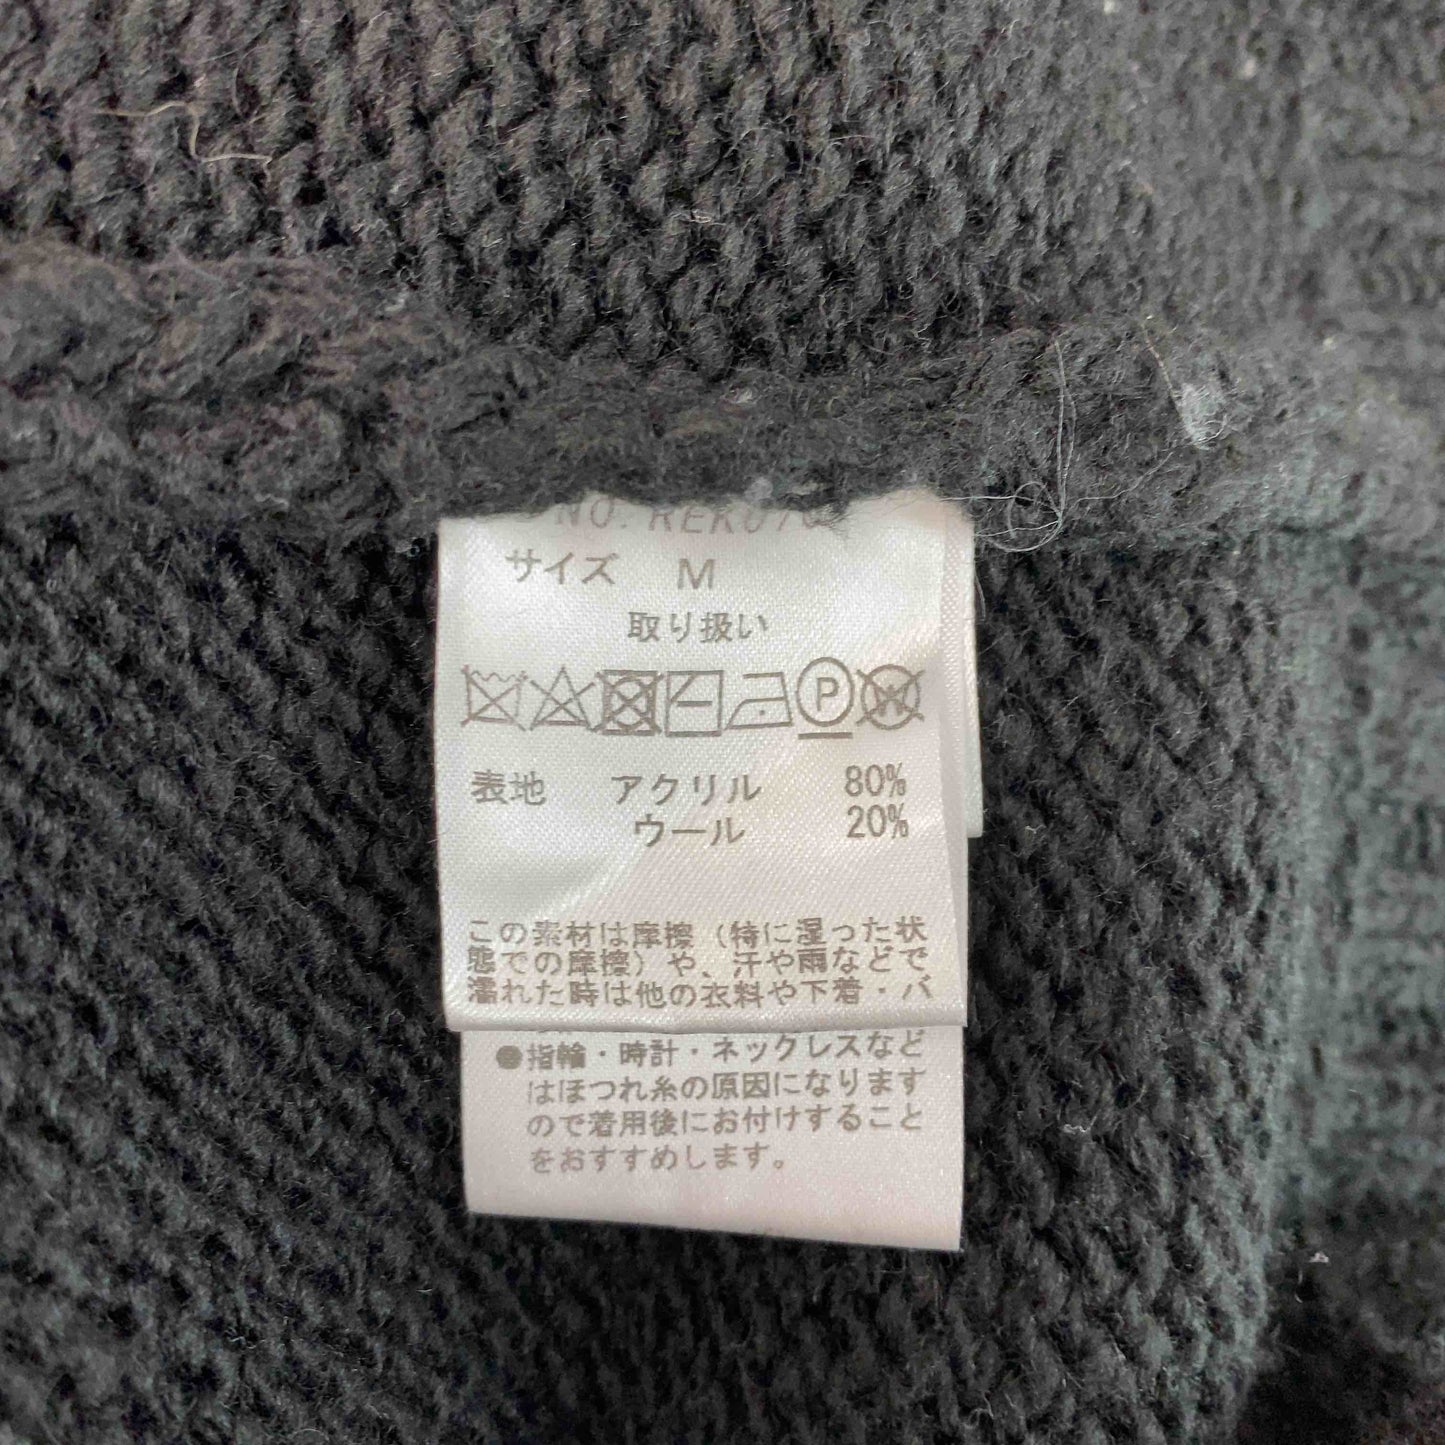 サイズ M
取り扱い
P W
表地 アクリル 80%
ウール 20%
この素材は摩擦(特に湿った状
態での摩擦)や、汗や雨などで
濡れた時は他の衣料や下着・バ
●指輪・時計・ネックレスなど
はほつれ糸の原因になります
ので着用後にお付けすること
をおすすめします。